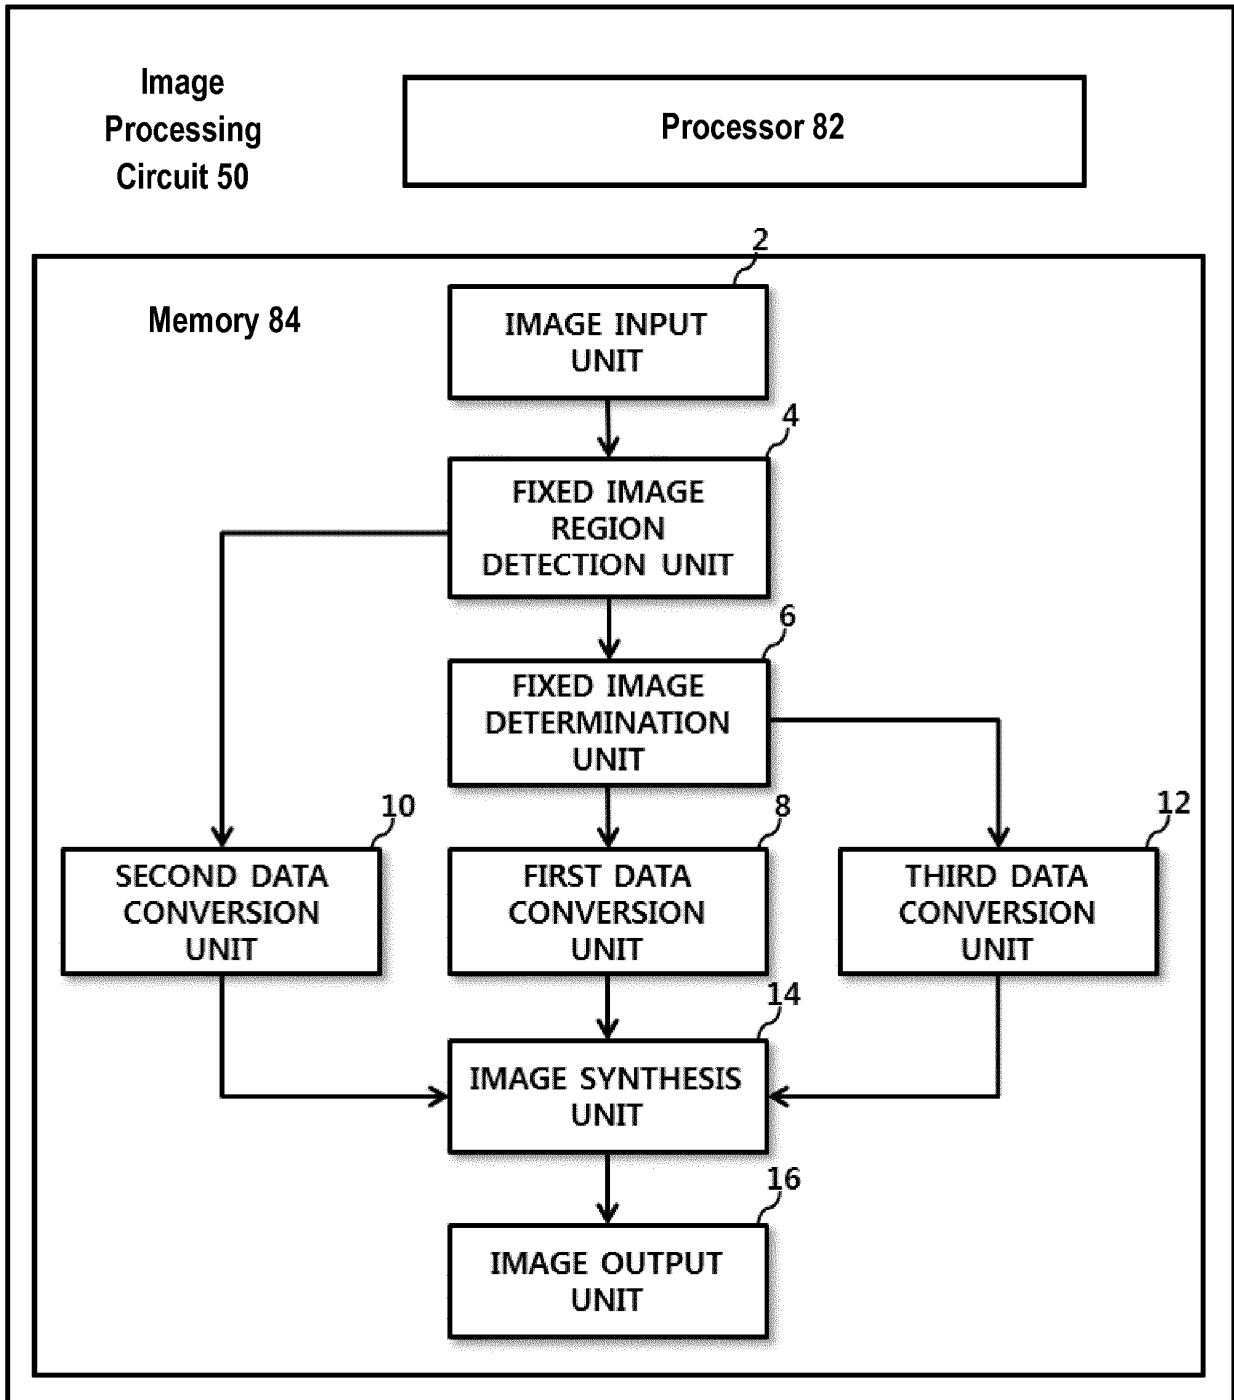 Image
Processing
Circuit 50
Processor 82
Memory 84
2
IMAGE INPUT
UNIT
4
FIXED IMAGE
REGION
DETECTION UNIT
6
FIXED IMAGE
DETERMINATION
UNIT
10
SECOND DATA
CONVERSION
UNIT
8
FIRST DATA
CONVERSION
UNIT
12
THIRD DATA
CONVERSION
UNIT
14
IMAGE SYNTHESIS
UNIT
16
IMAGE OUTPUT
UNIT